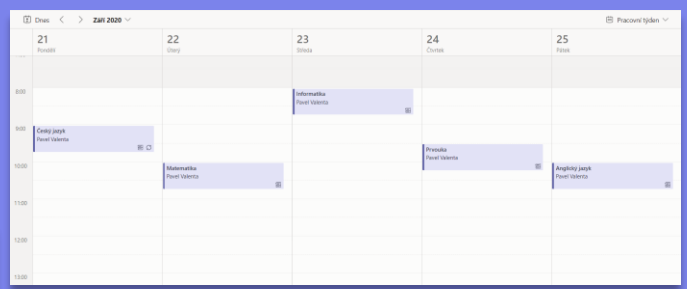 Dnes
Září 2020
Pracovní týden
21
Pondělí
22
Úterý
23
Středa
24
Čtvrtek
25
Pátek
8:00
Informatika
Pavel Valenta
9:00
Český jazyk
Pavel Valenta
Prvouka
Pavel Valenta
10:00
Matematika
Pavel Valenta
Anglický jazyk
Pavel Valenta
11:00
12:00
13:00